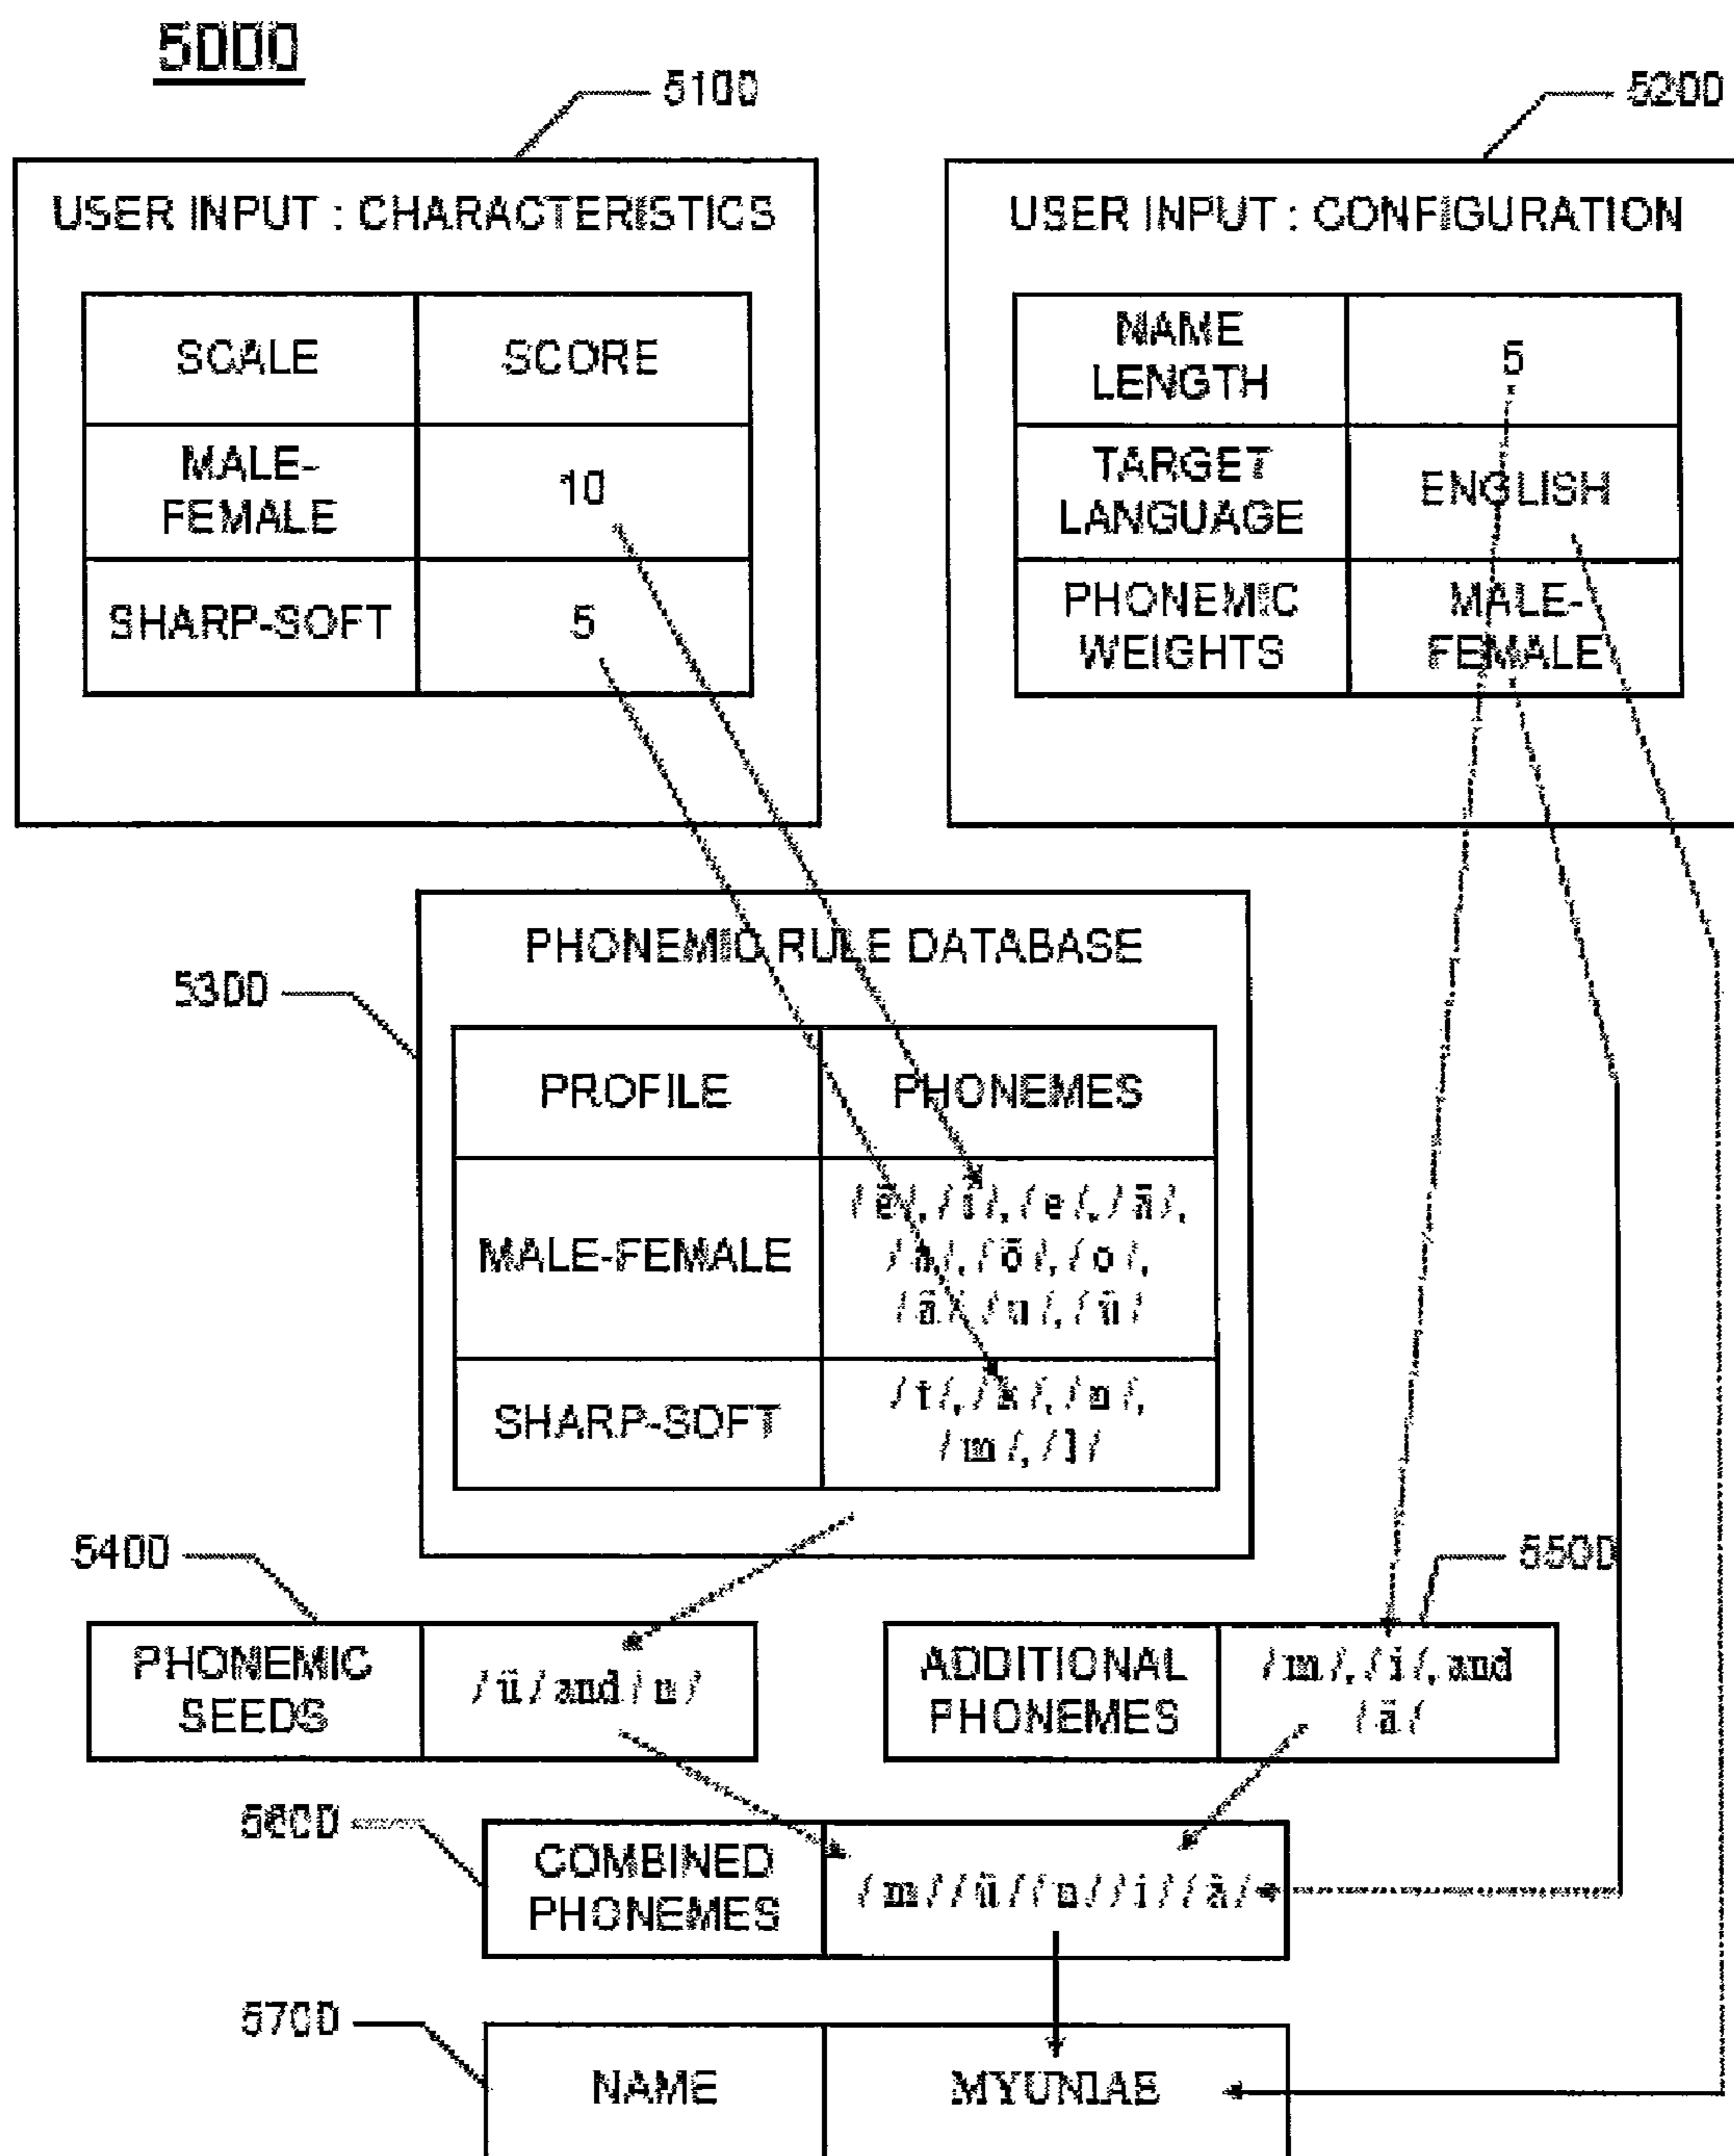 5000
5100
5200
USER INPUT : CHARACTERISTICS
SCALE
SCORE
MALE-
FEMALE
10
SHARP-SOFT
5
USER INPUT : CONFIGURATION
NAME
LENGTH
5
TARGET
LANGUAGE
ENGLISH
PHONEMIC
WEIGHTS
MALE-
FEMALE
5300
PHONEMIC RULE DATABASE
PROFILE
PHONEMES
MALE-FEMALE
/ē/, /i/, /e/, /ā/,
/ō/, /o/,
/ä/, /u/, /ü/
SHARP-SOFT
/t/, /k/, /n/,
/m/, /l/
5400
5500
PHONEMIC
SEEDS
/ü/ and /n/
ADDITIONAL
PHONEMES
/m/, /i/, and
/ā/
5600
COMBINED
PHONEMES
/m//ü//n//i//ā/
5700
NAME
MYUNIAE